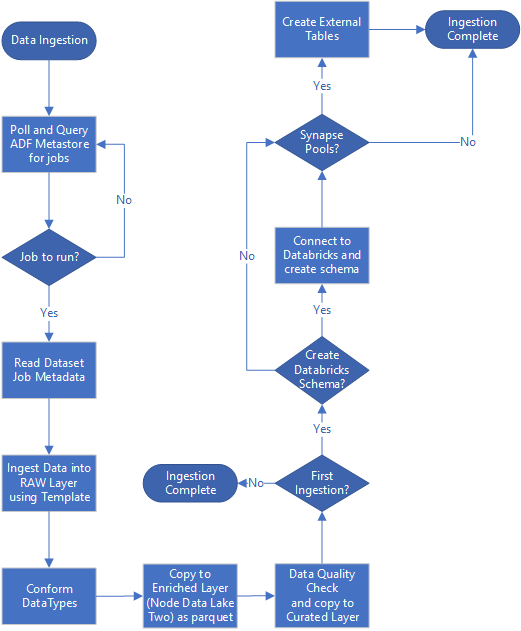 Data Ingestion
Poll and Query
ADF Metastore
for jobs
No
Job to run?
Yes
Read Dataset
Job Metadata
Ingest Data into
RAW Layer
using Template
Conform
DataTypes
Copy to
Enriched Layer
(Node Data Lake
Two) as parquet
Data Quality
Check
and copy to
Curated Layer
First
Ingestion?
No
Ingestion
Complete
Yes
Create
Databricks
Schema?
No
Yes
Connect to
Databricks and
create schema
Synapse
Pools?
No
Yes
Create External
Tables
Ingestion
Complete